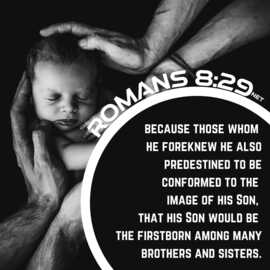 ROMANS 8:29 NET
BECAUSE THOSE WHOM
HE FOREKNEW HE ALSO
PREDESTINED TO BE
CONFORMED TO THE
IMAGE OF HIS SON,
THAT HIS SON WOULD BE
THE FIRSTBORN AMONG MANY
BROTHERS AND SISTERS.